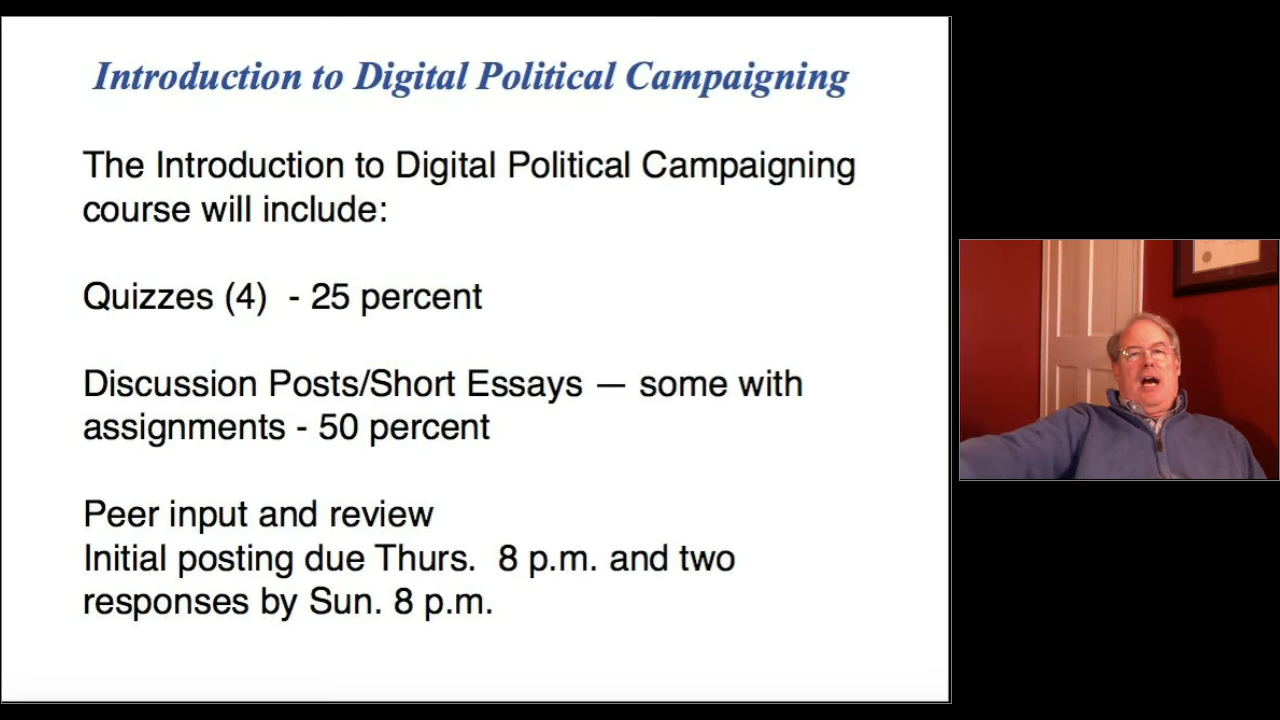 Introduction to Digital Political Campaigning
The Introduction to Digital Political Campaigning
course will include:
Quizzes (4)  - 25 percent
Discussion Posts/Short Essays — some with
assignments - 50 percent
Peer input and review
Initial posting due Thurs.  8 p.m. and two
responses by Sun. 8 p.m.